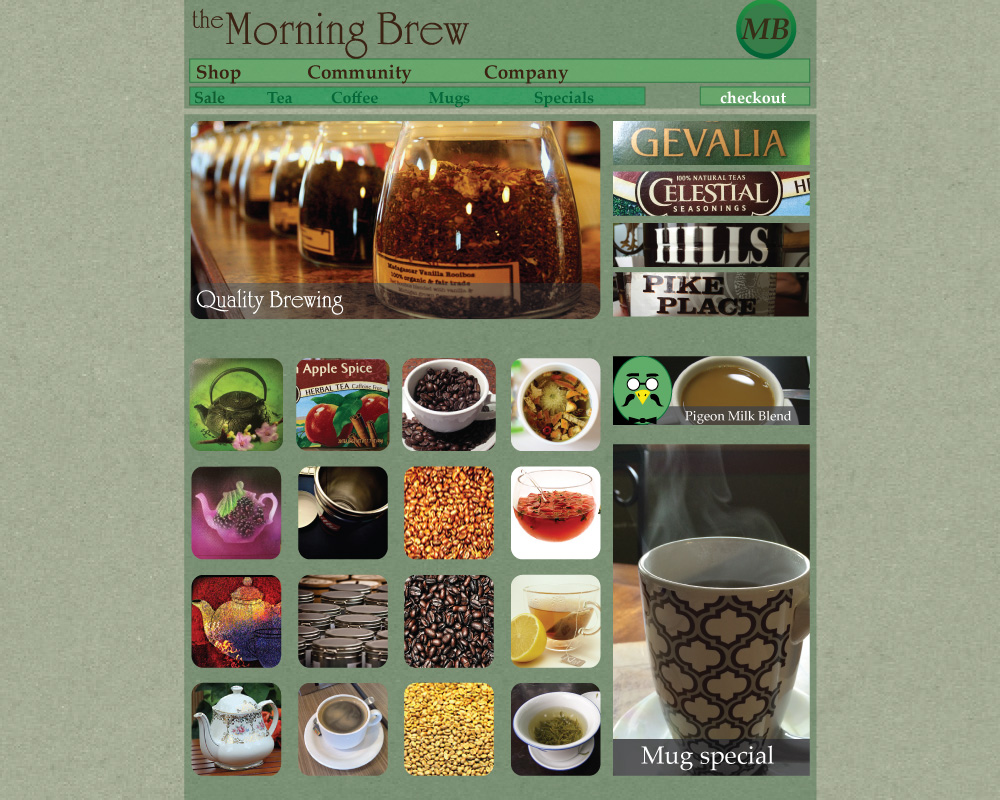 the Morning Brew
MB
Shop Community Company
Sale Tea Coffee Mugs Specials
checkout
GEVALIA
100% NATURAL TEAS
CELESTIAL
SEASONINGS
HILLS
PIKE
PLACE
Madagascar Vanilla Rooibos
100% organic & fair trade
Quality Brewing
Apple Spice
HERBAL TEA Caffeine Free
Pigeon Milk Blend
Mug special